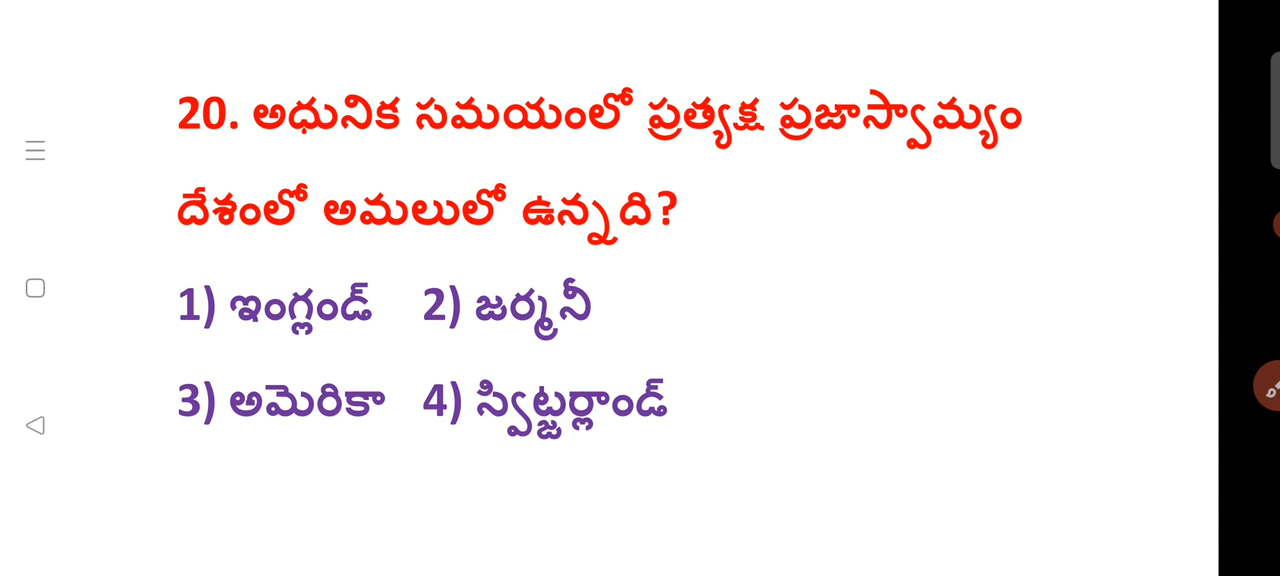 20. అధునిక సమయంలో ప్రత్యక్ష ప్రజాస్వామ్యం
దేశంలో అమలులో ఉన్నది?
1) ఇంగ్లండ్ 2) జర్మనీ
3) అమెరికా 4) స్విట్జర్లాండ్